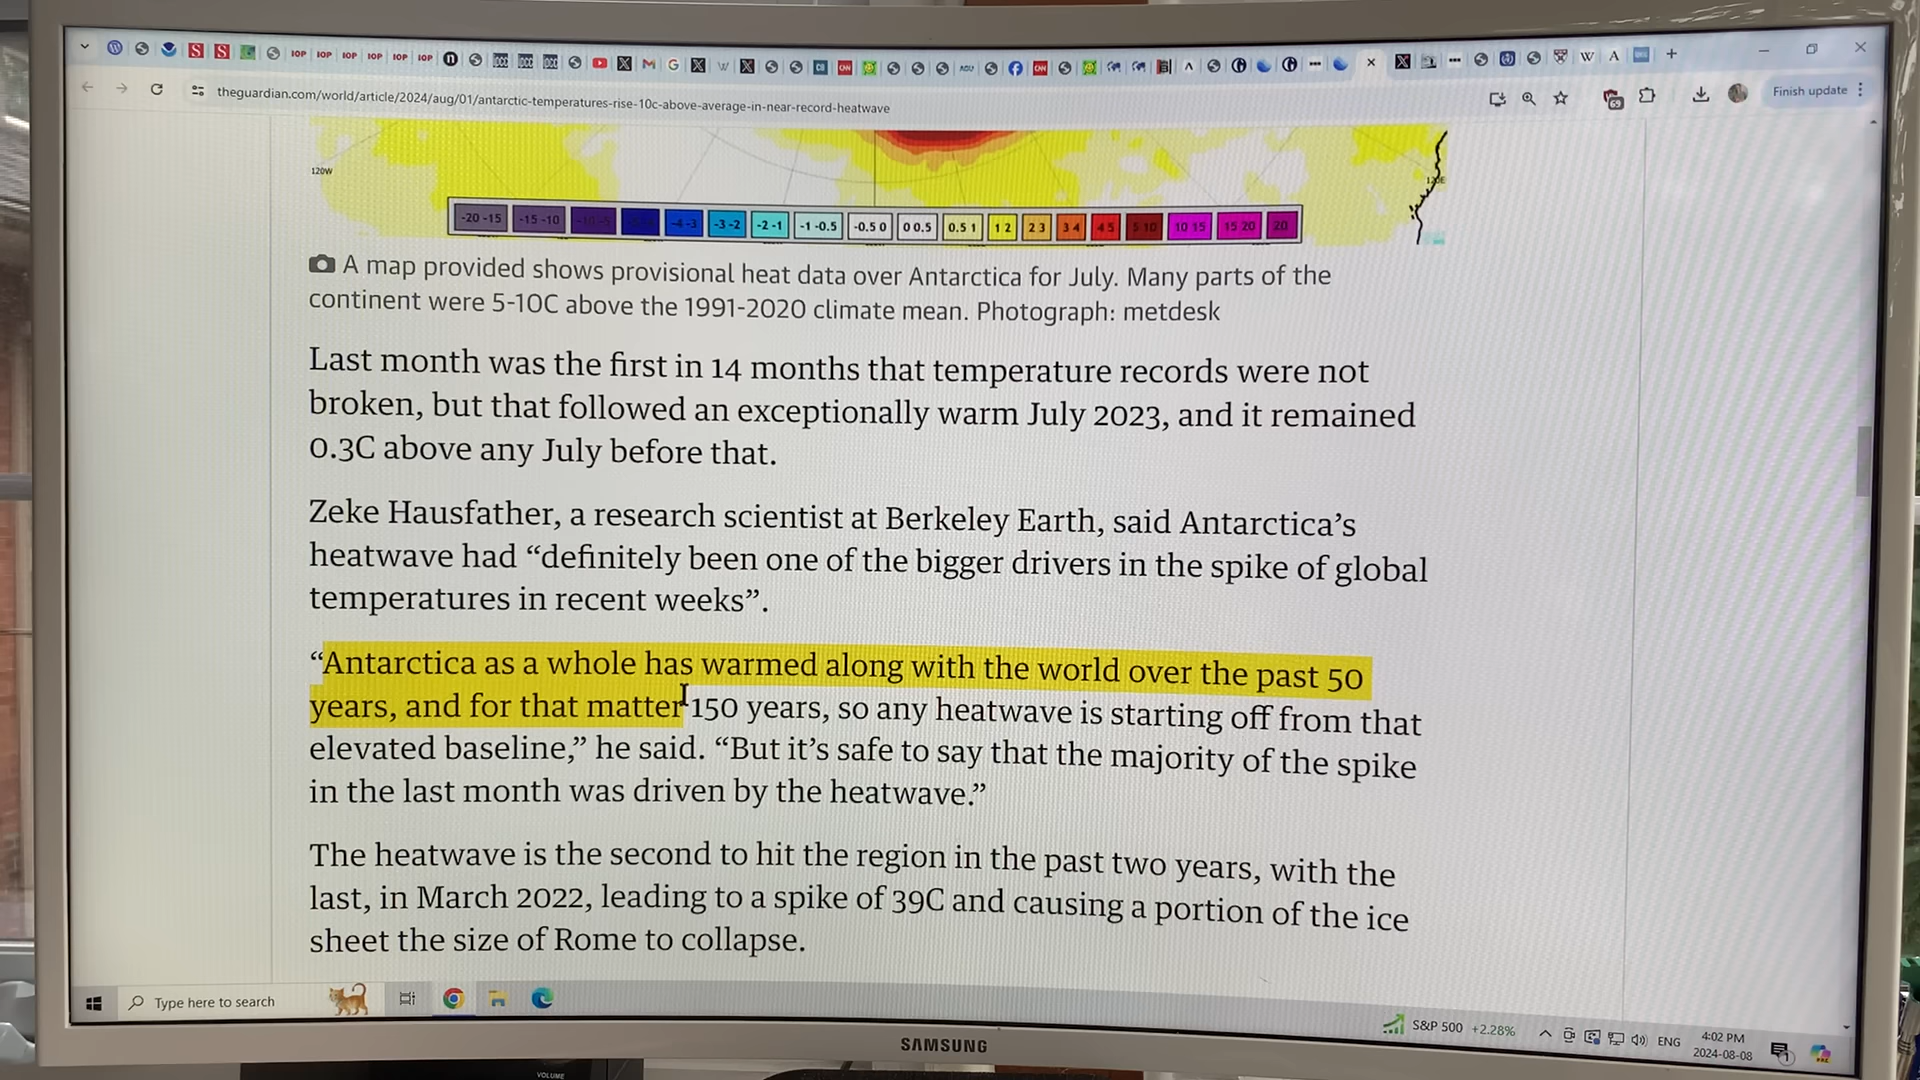 IOP IOP IOP IOP IOP IOP
theguardian.com/world/article/2024/aug/01/antarctic-temperatures-rise-10c-above-average-in-near-record-heatwave
Finish update
120W
120E
-20 -15 -15 -10 -4 -3 -3 -2 -2 -1 -1 -0.5 -0.5 0 0 0.5 0.5 1 1 2 2 3 3 4 4 5 5 10 10 15 15 20 20
A map provided shows provisional heat data over Antarctica for July. Many parts of the
continent were 5-10C above the 1991-2020 climate mean. Photograph: metdesk
Last month was the first in 14 months that temperature records were not
broken, but that followed an exceptionally warm July 2023, and it remained
0.3C above any July before that.
Zeke Hausfather, a research scientist at Berkeley Earth, said Antarctica’s
heatwave had “definitely been one of the bigger drivers in the spike of global
temperatures in recent weeks”.
“Antarctica as a whole has warmed along with the world over the past 50
years, and for that matter 150 years, so any heatwave is starting off from that
elevated baseline,” he said. “But it’s safe to say that the majority of the spike
in the last month was driven by the heatwave.”
The heatwave is the second to hit the region in the past two years, with the
last, in March 2022, leading to a spike of 39C and causing a portion of the ice
sheet the size of Rome to collapse.
Type here to search
S&P 500 +2.28%
ENG
4:02 PM
2024-08-08
SAMSUNG
VOLUME